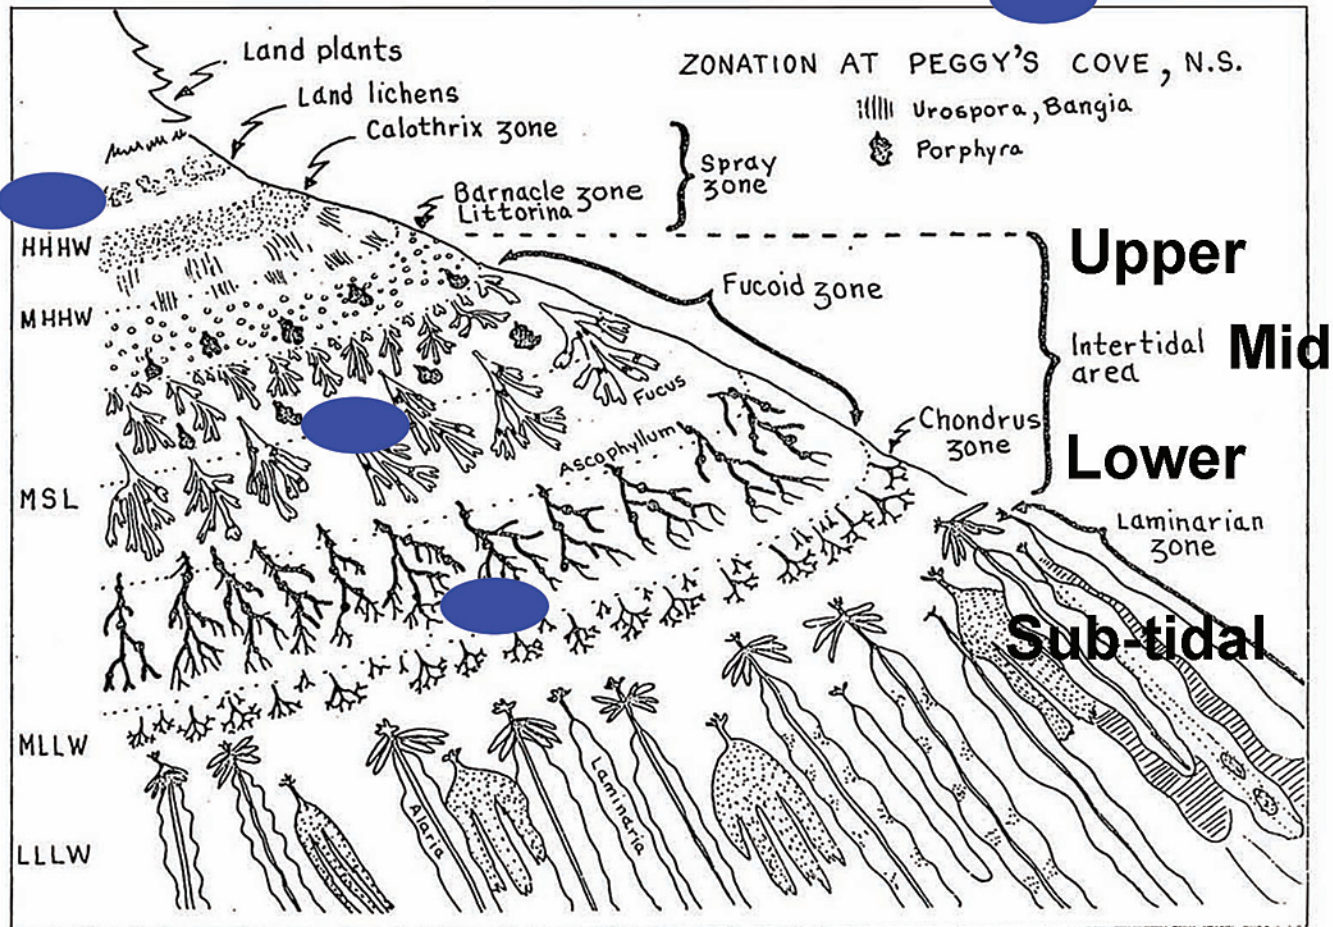 Land plants
ZONATION AT PEGGY'S COVE, N.S.
Land lichens
Urospora, Bangia
Calothrix zone
Porphyra
Spray
zone
Barnacle zone
Littorina
HHHW
Upper
Fucoid zone
MHHW
Intertidal
area
Mid
Fucus
Chondrus
zone
Ascophyllum
Lower
MSL
Laminarian
zone
Sub-tidal
MLLW
Alaria
Laminaria
LLLW